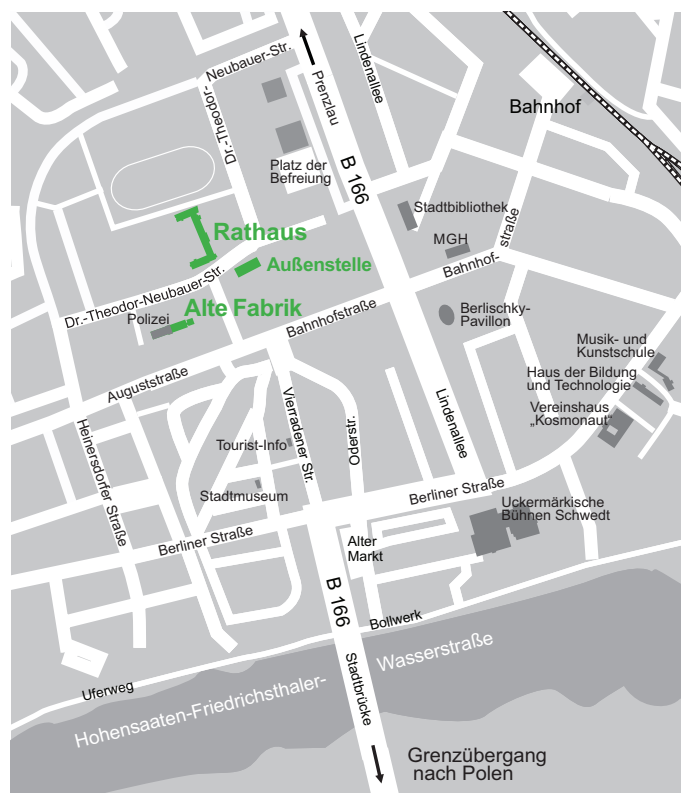 Neubauer-Str.
Dr.-Theodor-
Prenzlau
Lindenallee
B 166
Bahnhof
Platz der
Befreiung
Stadtbibliothek
MGH
Bahnhof-
straße
Rathaus
Außenstelle
Dr.-Theodor-Neubauer-Str.
Alte Fabrik
Polizei
Bahnhofstraße
Berlischky-
Pavillon
Musik- und
Kunstschule
Haus der Bildung
und Technologie
Vereinshaus
„Kosmonaut“
Auguststraße
Heinersdorfer Straße
Vierradener Str.
Oderstr.
Lindenallee
Tourist-Info
Stadtmuseum
Berliner Straße
Berliner Straße
Uckermärkische
Bühnen Schwedt
Alter
Markt
B 166
Bollwerk
Uferweg
Stadtbrücke
Hohensaaten-Friedrichsthaler-
Wasserstraße
Grenzübergang
nach Polen